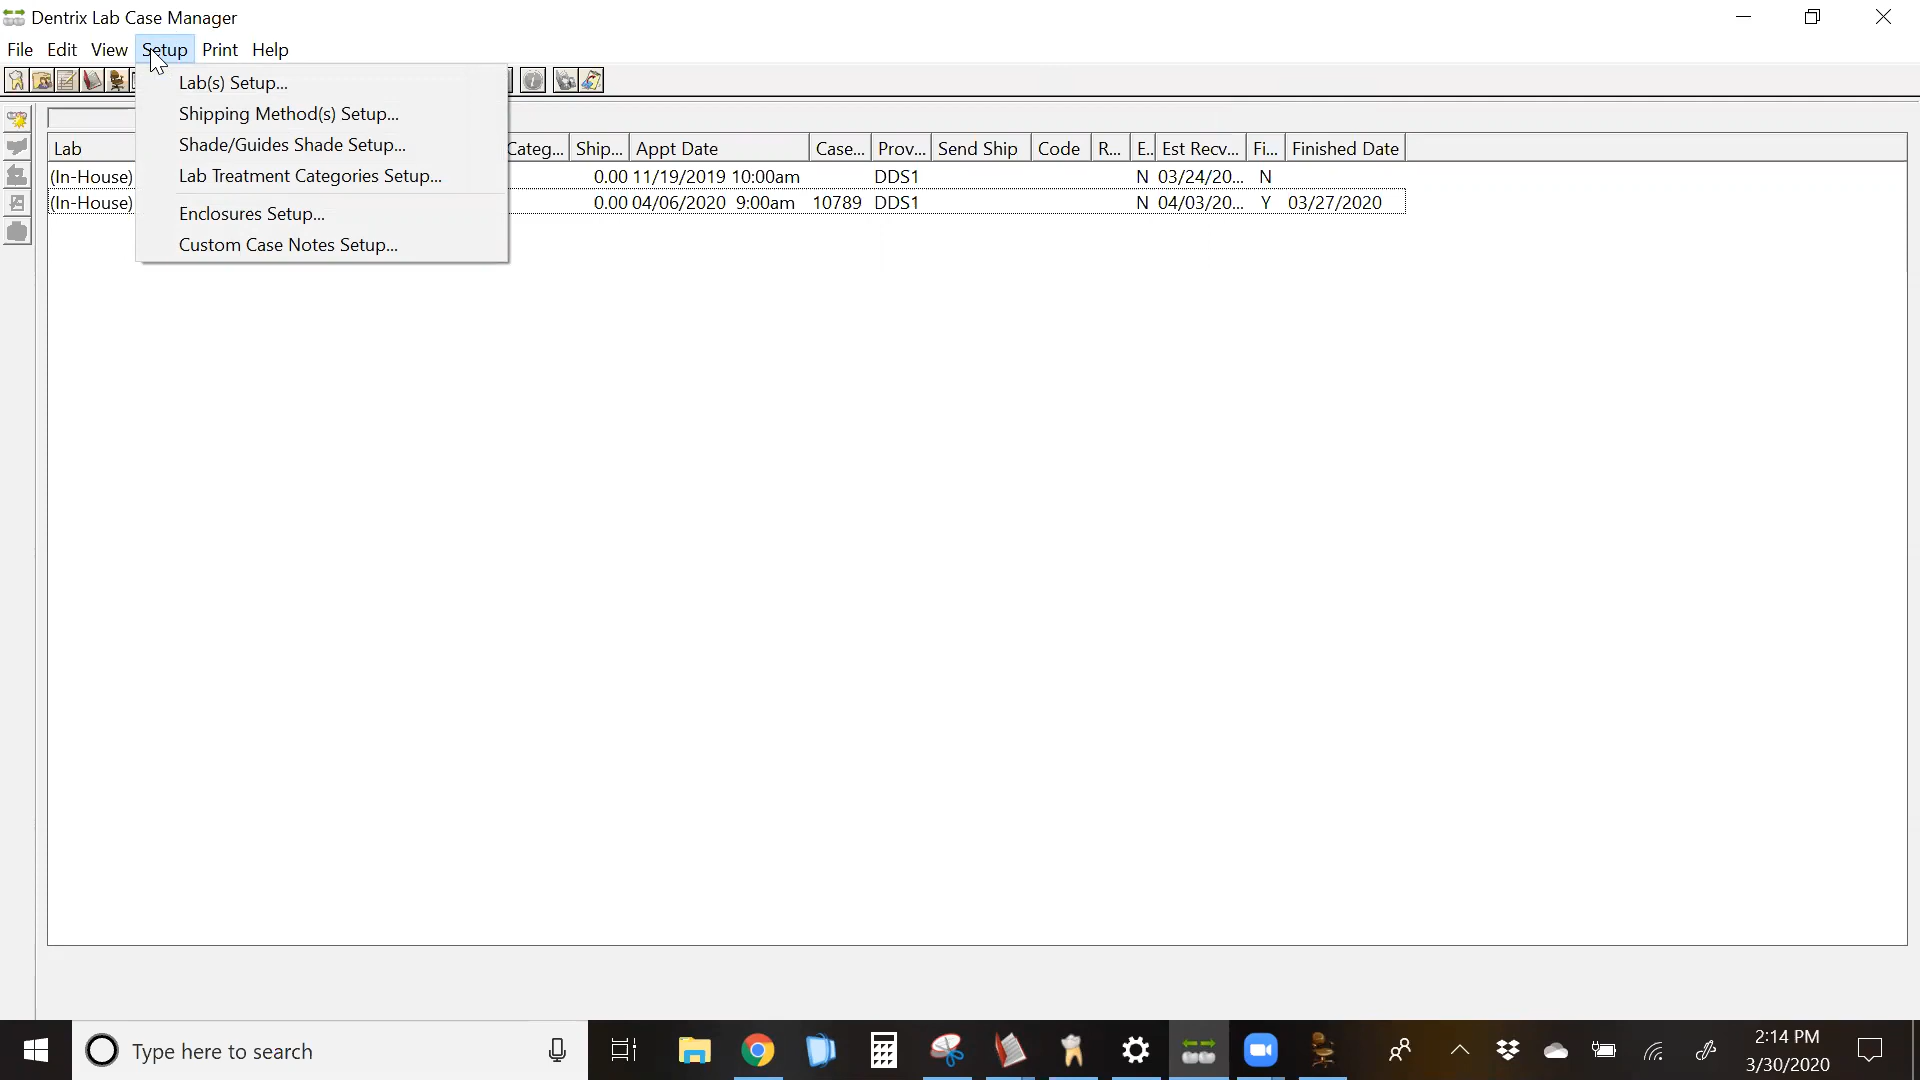 Dentrix Lab Case Manager
File Edit View Setup Print Help
Lab(s) Setup...
Shipping Method(s) Setup...
Shade/Guides Shade Setup...
Lab Treatment Categories Setup...
Enclosures Setup...
Custom Case Notes Setup...
Lab Categ... Ship... Appt Date Case... Prov... Send Ship Code R... E.. Est Recv... Fi... Finished Date
(In-House) 0.00 11/19/2019 10:00am DDS1 N 03/24/20... N
(In-House) 0.00 04/06/2020 9:00am 10789 DDS1 N 04/03/20... Y 03/27/2020
Type here to search
2:14 PM
3/30/2020